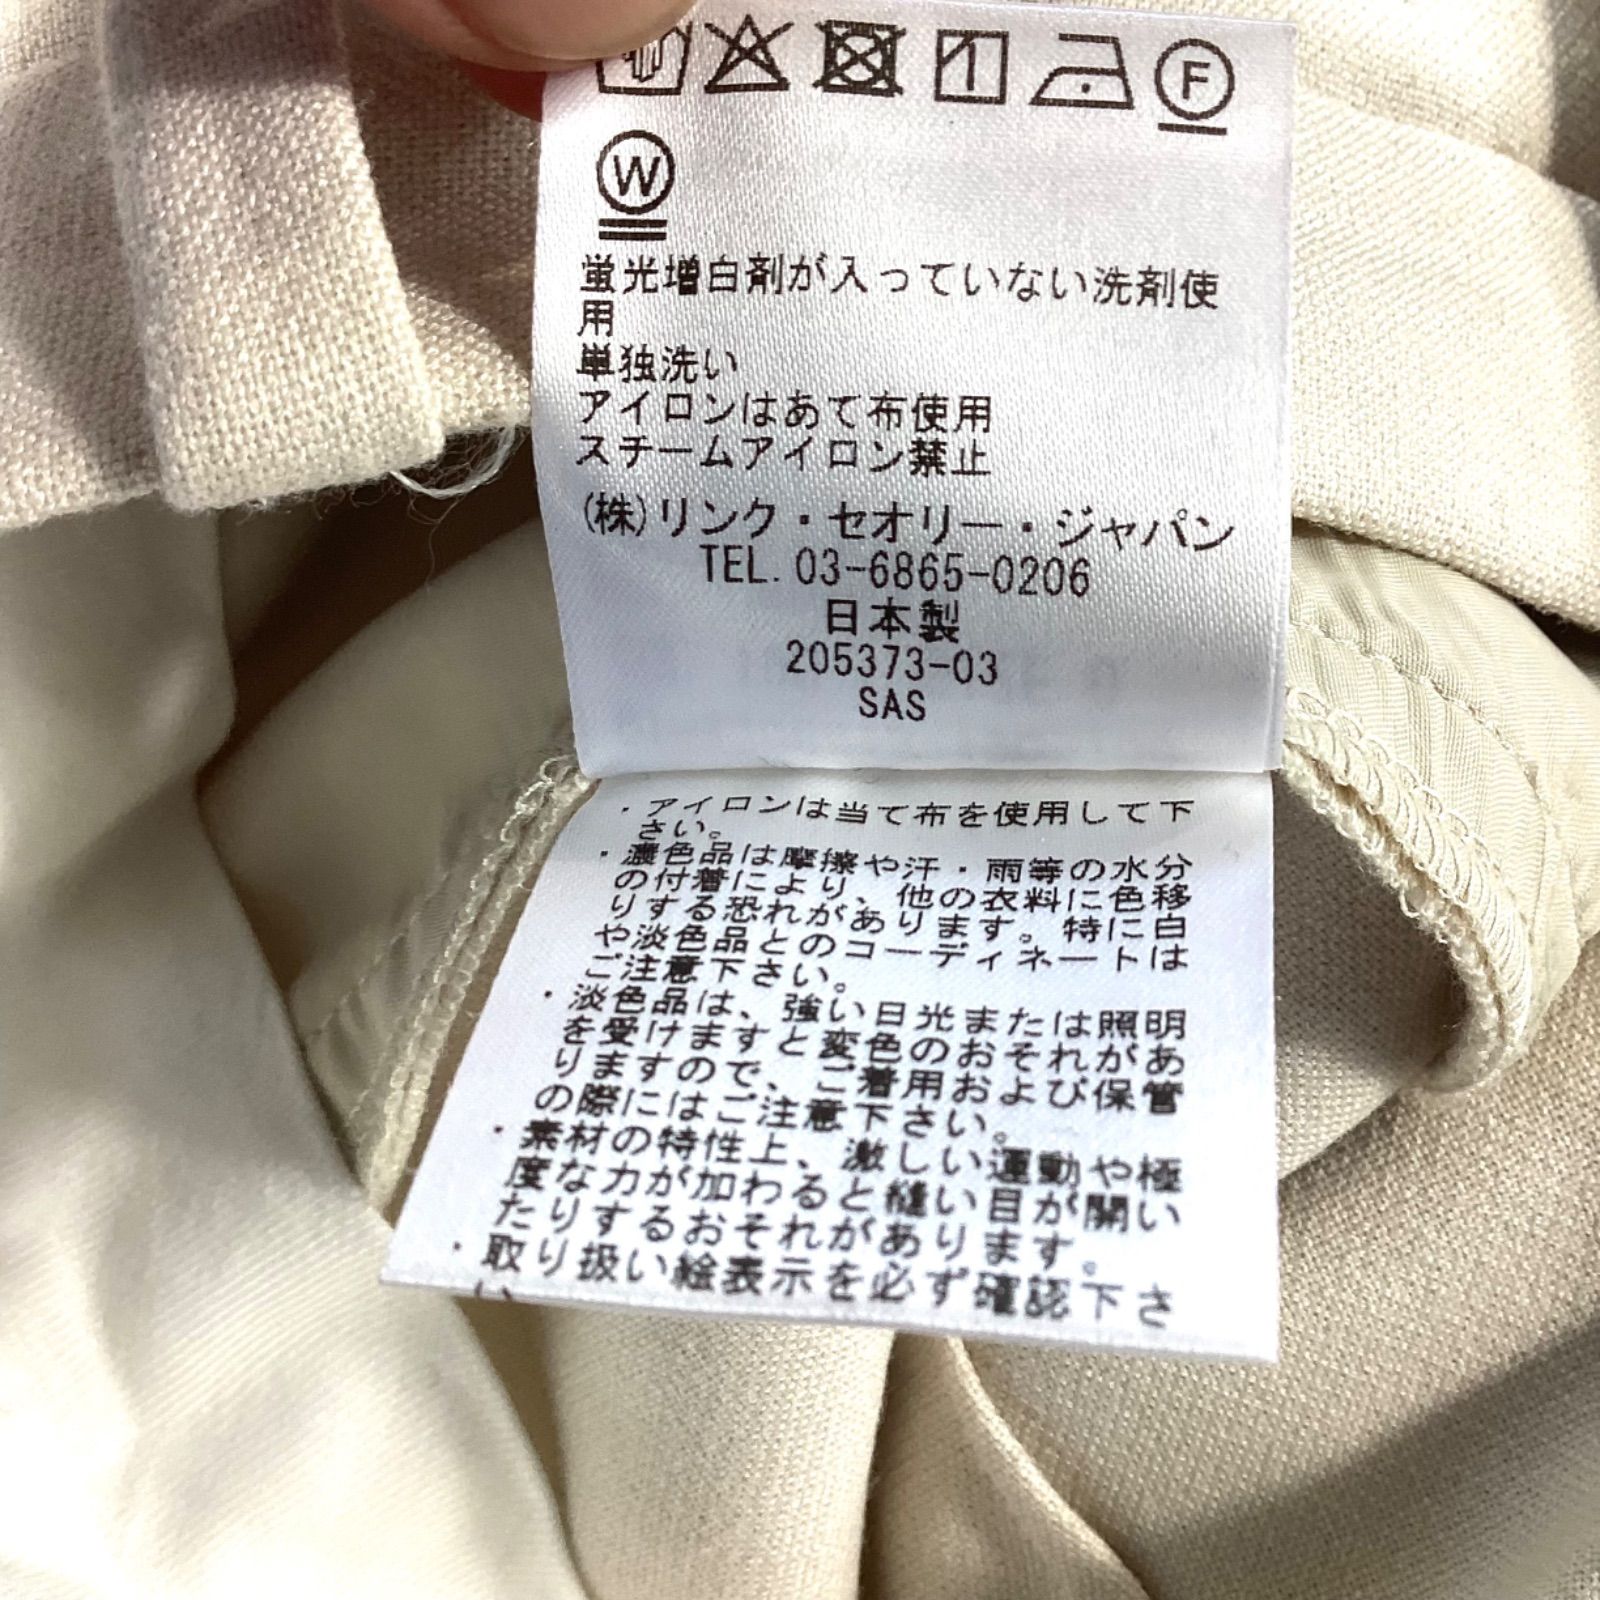 W
F
蛍光増白剤が入っていない洗剤使
用
単独洗い
アイロンはあて布使用
スチームアイロン禁止
(株)リンク・セオリー・ジャパン
TEL. 03-6865-0206
日本製
205373-03
SAS
・アイロンは当て布を使用して下
さい。
・濃色品は摩擦や汗・雨等の水分
の付着により、他の衣料に色移
りする恐れがあります。特に白
や淡色品とのコーディネートは
ご注意下さい。
・淡色品は、強い日光または照明
を受けますと変色のおそれがあ
りますので、ご着用および保管
の際にはご注意下さい。
・素材の特性上、激しい運動や極
度な力が加わると縫い目が開い
たりするおそれがあります。
・取り扱い絵表示を必ず確認下さ
い。